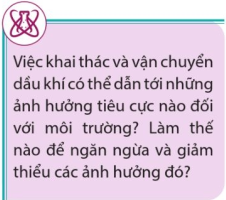 Việc khai thác và vận chuyển
dầu khí có thể dẫn tới những
ảnh hưởng tiêu cực nào đối
với môi trường? Làm thế
nào để ngăn ngừa và giảm
thiểu các ảnh hưởng đó?